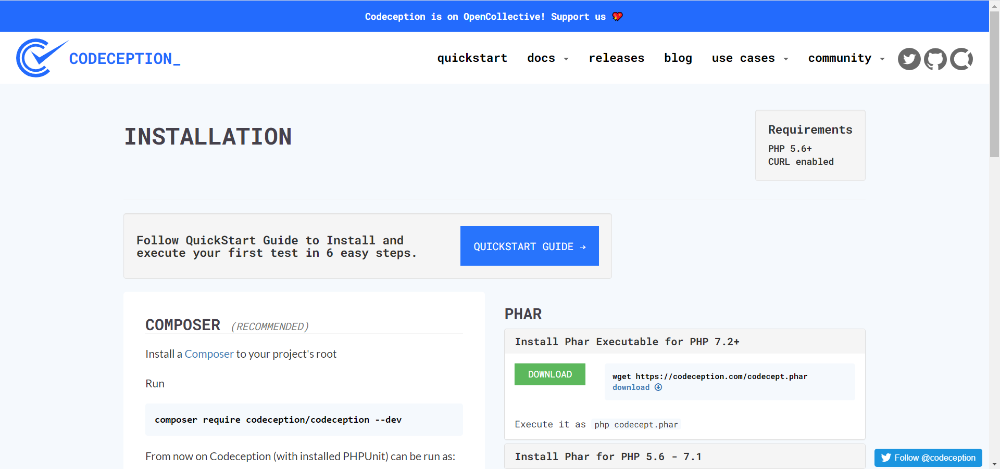 Codeception is on OpenCollective! Support us 💖
CODECEPTION_
quickstart docs releases blog use cases community
INSTALLATION
Requirements
PHP 5.6+
CURL enabled
Follow QuickStart Guide to Install and
execute your first test in 6 easy steps.
QUICKSTART GUIDE →
COMPOSER (RECOMMENDED)
Install a Composer to your project's root
Run
composer require codeception/codeception --dev
From now on Codeception (with installed PHPUnit) can be run as:
PHAR
Install Phar Executable for PHP 7.2+
DOWNLOAD
wget https://codeception.com/codecept.phar
download
Execute it as php codecept.phar
Install Phar for PHP 5.6 - 7.1
Follow @codeception